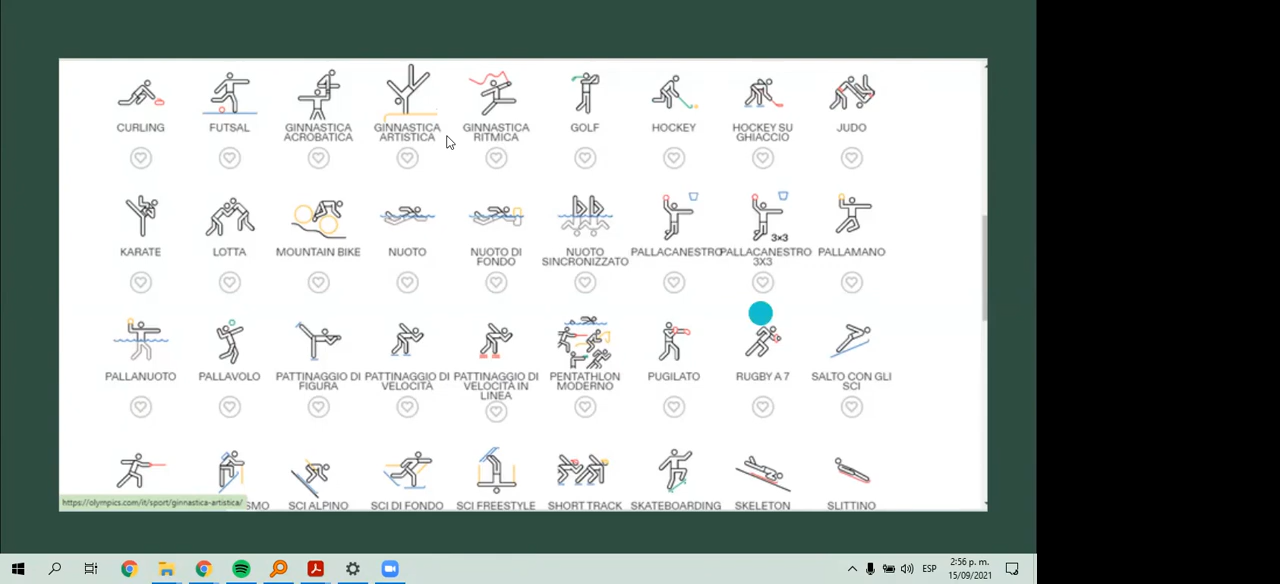 CURLING
FUTSAL
GINNASTICA
ACROBATICA
GINNASTICA
ARTISTICA
GINNASTICA
RITMICA
GOLF
HOCKEY
HOCKEY SU
GHIACCIO
JUDO
KARATE
LOTTA
MOUNTAIN BIKE
NUOTO
NUOTO DI
FONDO
NUOTO
SINCRONIZZATO
PALLACANESTRO
3×3
PALLACANESTRO
3X3
PALLAMANO
PALLANUOTO
PALLAVOLO
PATTINAGGIO DI
FIGURA
PATTINAGGIO DI
VELOCITÀ
PATTINAGGIO DI
VELOCITÀ IN
LINEA
PENTATHLON
MODERNO
PUGILATO
RUGBY A 7
SALTO CON GLI
SCI
SMO
SCI ALPINO
SCI DI FONDO
SCI FREESTYLE
SHORT TRACK
SKATEBOARDING
SKELETON
SLITTINO
https://olympics.com/it/sport/ginnastica-artistica/
ESP
2:56 p. m.
15/09/2021